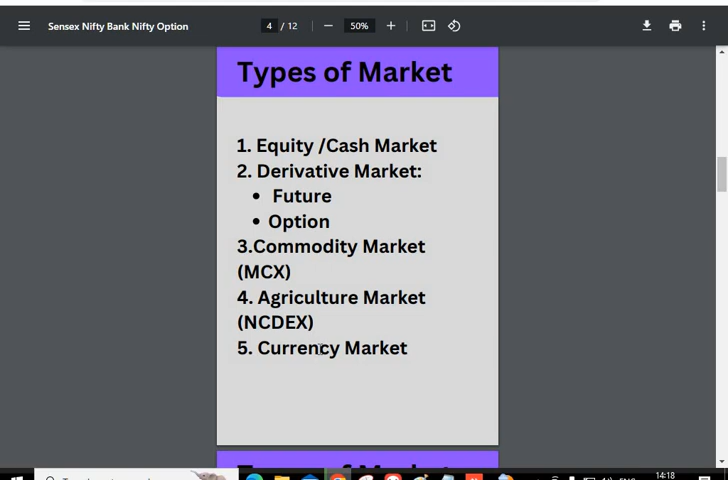 Sensex Nifty Bank Nifty Option
4 / 12
50%
Types of Market
1. Equity /Cash Market
2. Derivative Market:
• Future
• Option
3.Commodity Market
(MCX)
4. Agriculture Market
(NCDEX)
5. Currency Market
14:18